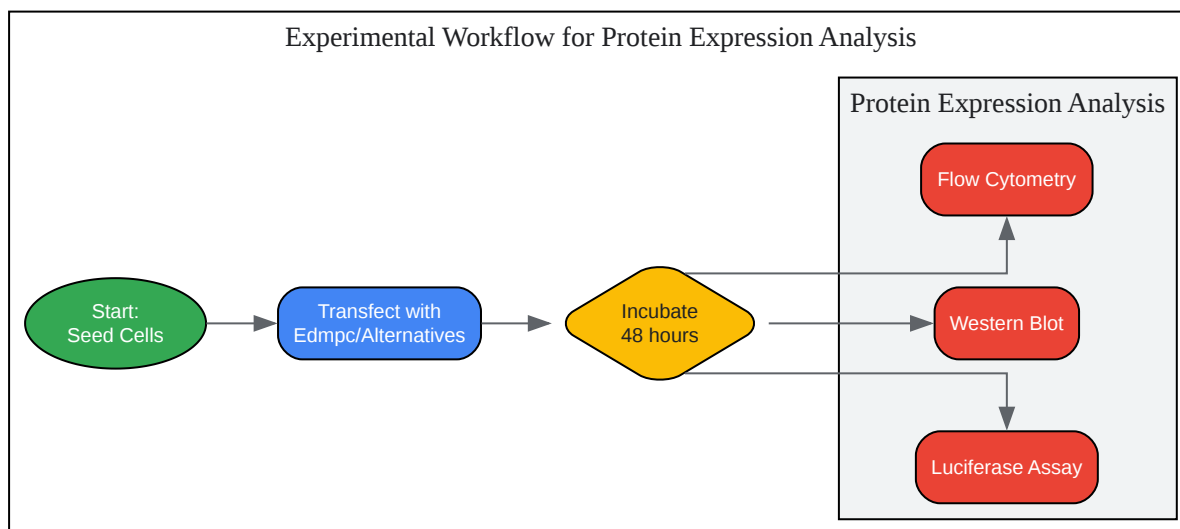 Experimental Workflow for Protein Expression Analysis
Protein Expression Analysis
Start:
Seed Cells
Transfect with
Edmpc/Alternatives
Incubate
48 hours
Flow Cytometry
Western Blot
Luciferase Assay